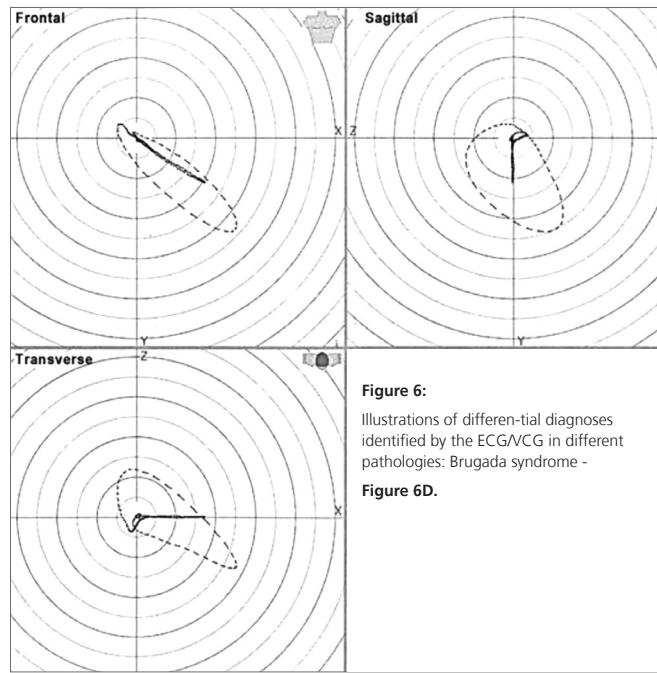 Frontal
X
Y
Sagittal
Z
Y
Transverse
Z
X
Figure 6:
Illustrations of differen-tial diagnoses
identified by the ECG/VCG in different
pathologies: Brugada syndrome -
Figure 6D.